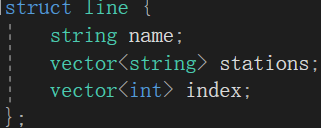 struct line {
    string name;
    vector<string> stations;
    vector<int> index;
};